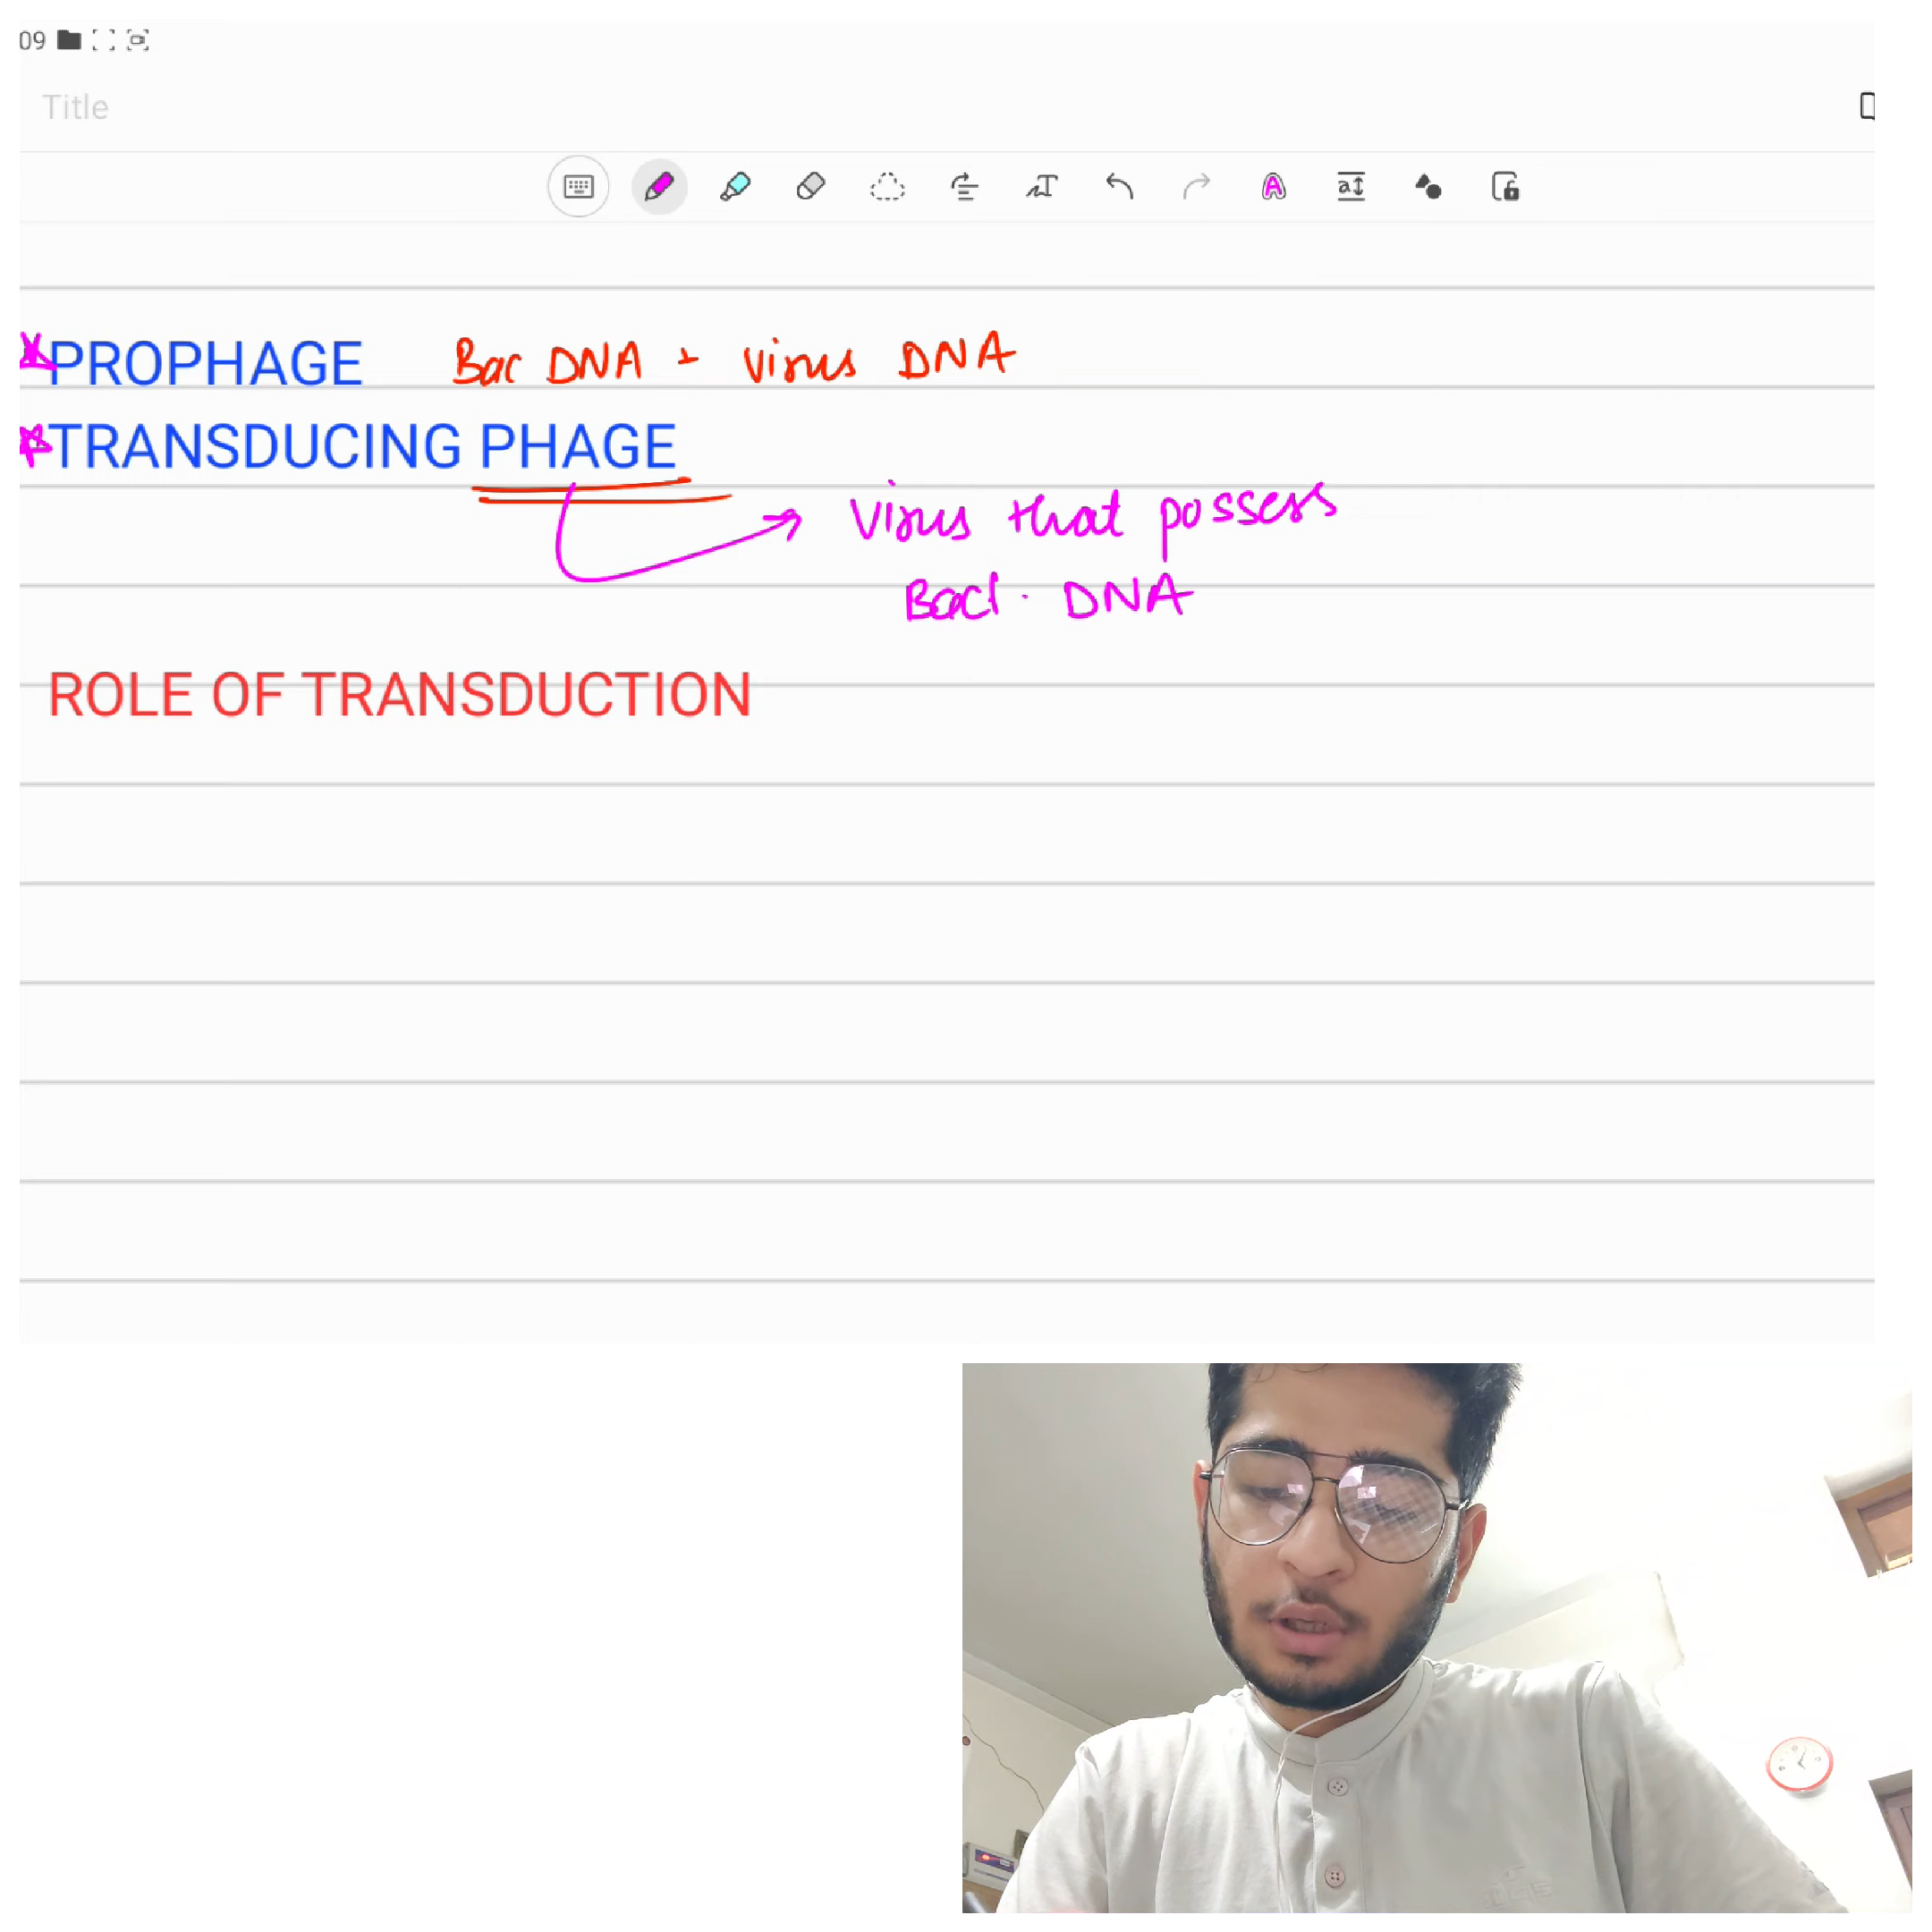 09
Title
PROPHAGE Bac DNA + Virus DNA
TRANSDUCING PHAGE
Virus that possess
Bact. DNA
ROLE OF TRANSDUCTION